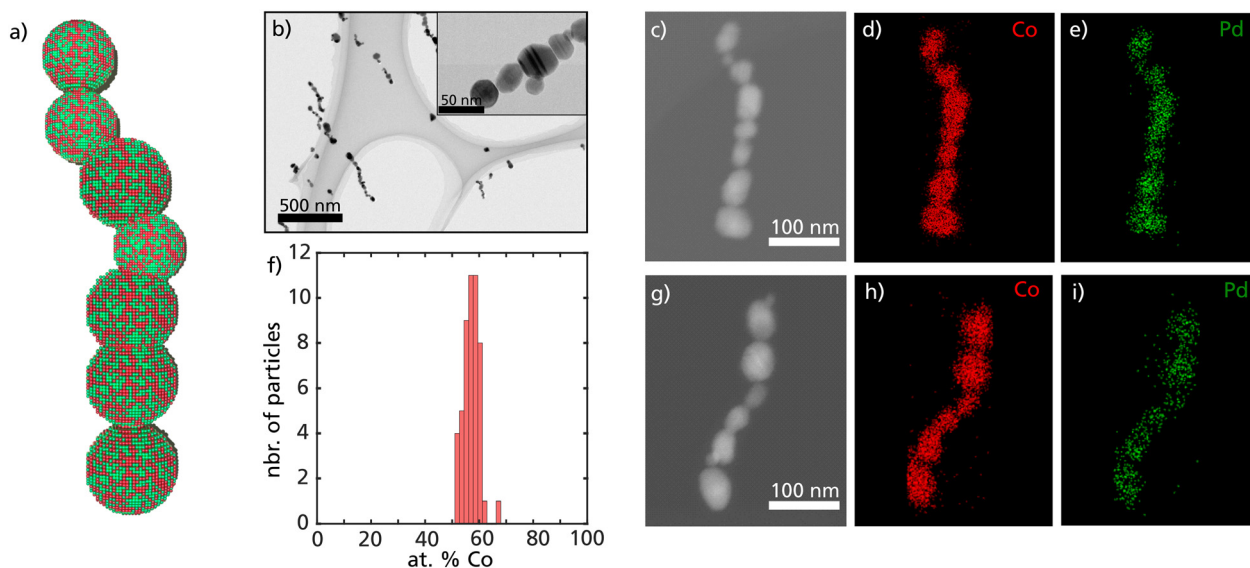 a)
b)
50 nm
500 nm
c)
100 nm
d)
Co
e)
Pd
f)
nbr. of particles
12
10
8
6
4
2
0
0 20 40 60 80 100
at. % Co
g)
100 nm
h)
Co
i)
Pd